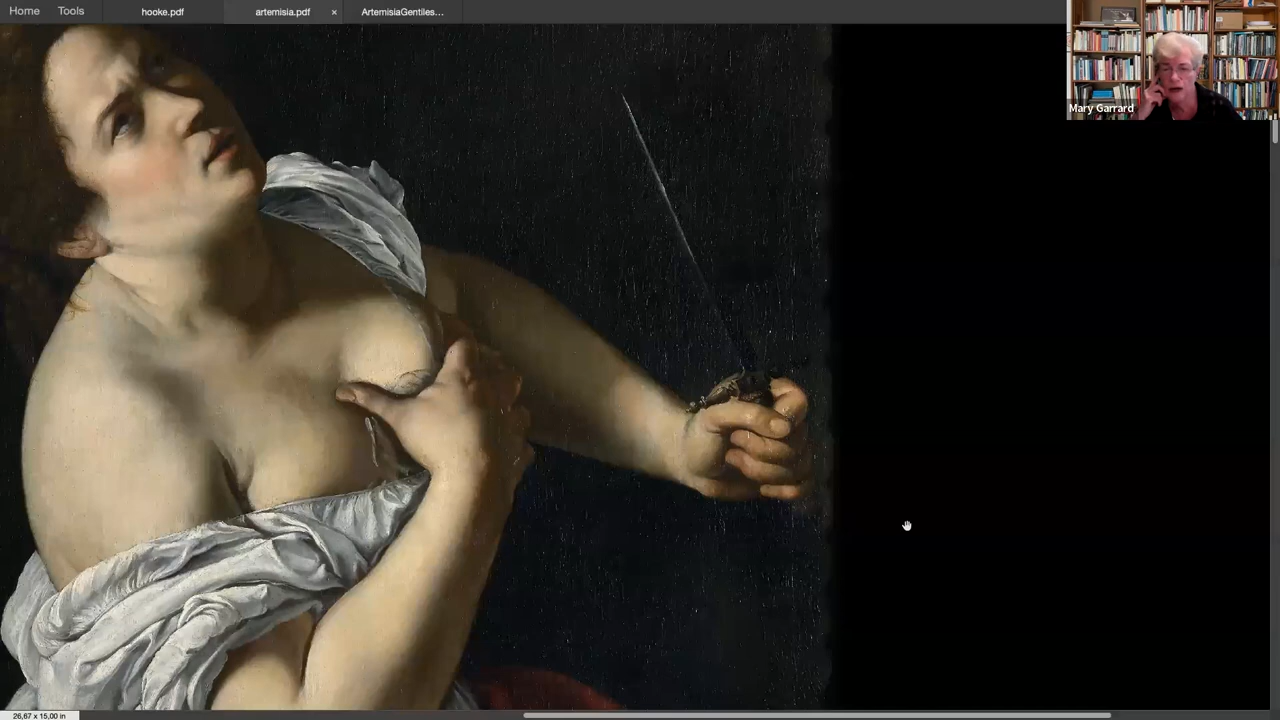 Home Tools hooke.pdf artemisia.pdf × ArtemisiaGentiles...
Mary Garrard
26,67 x 15,00 in